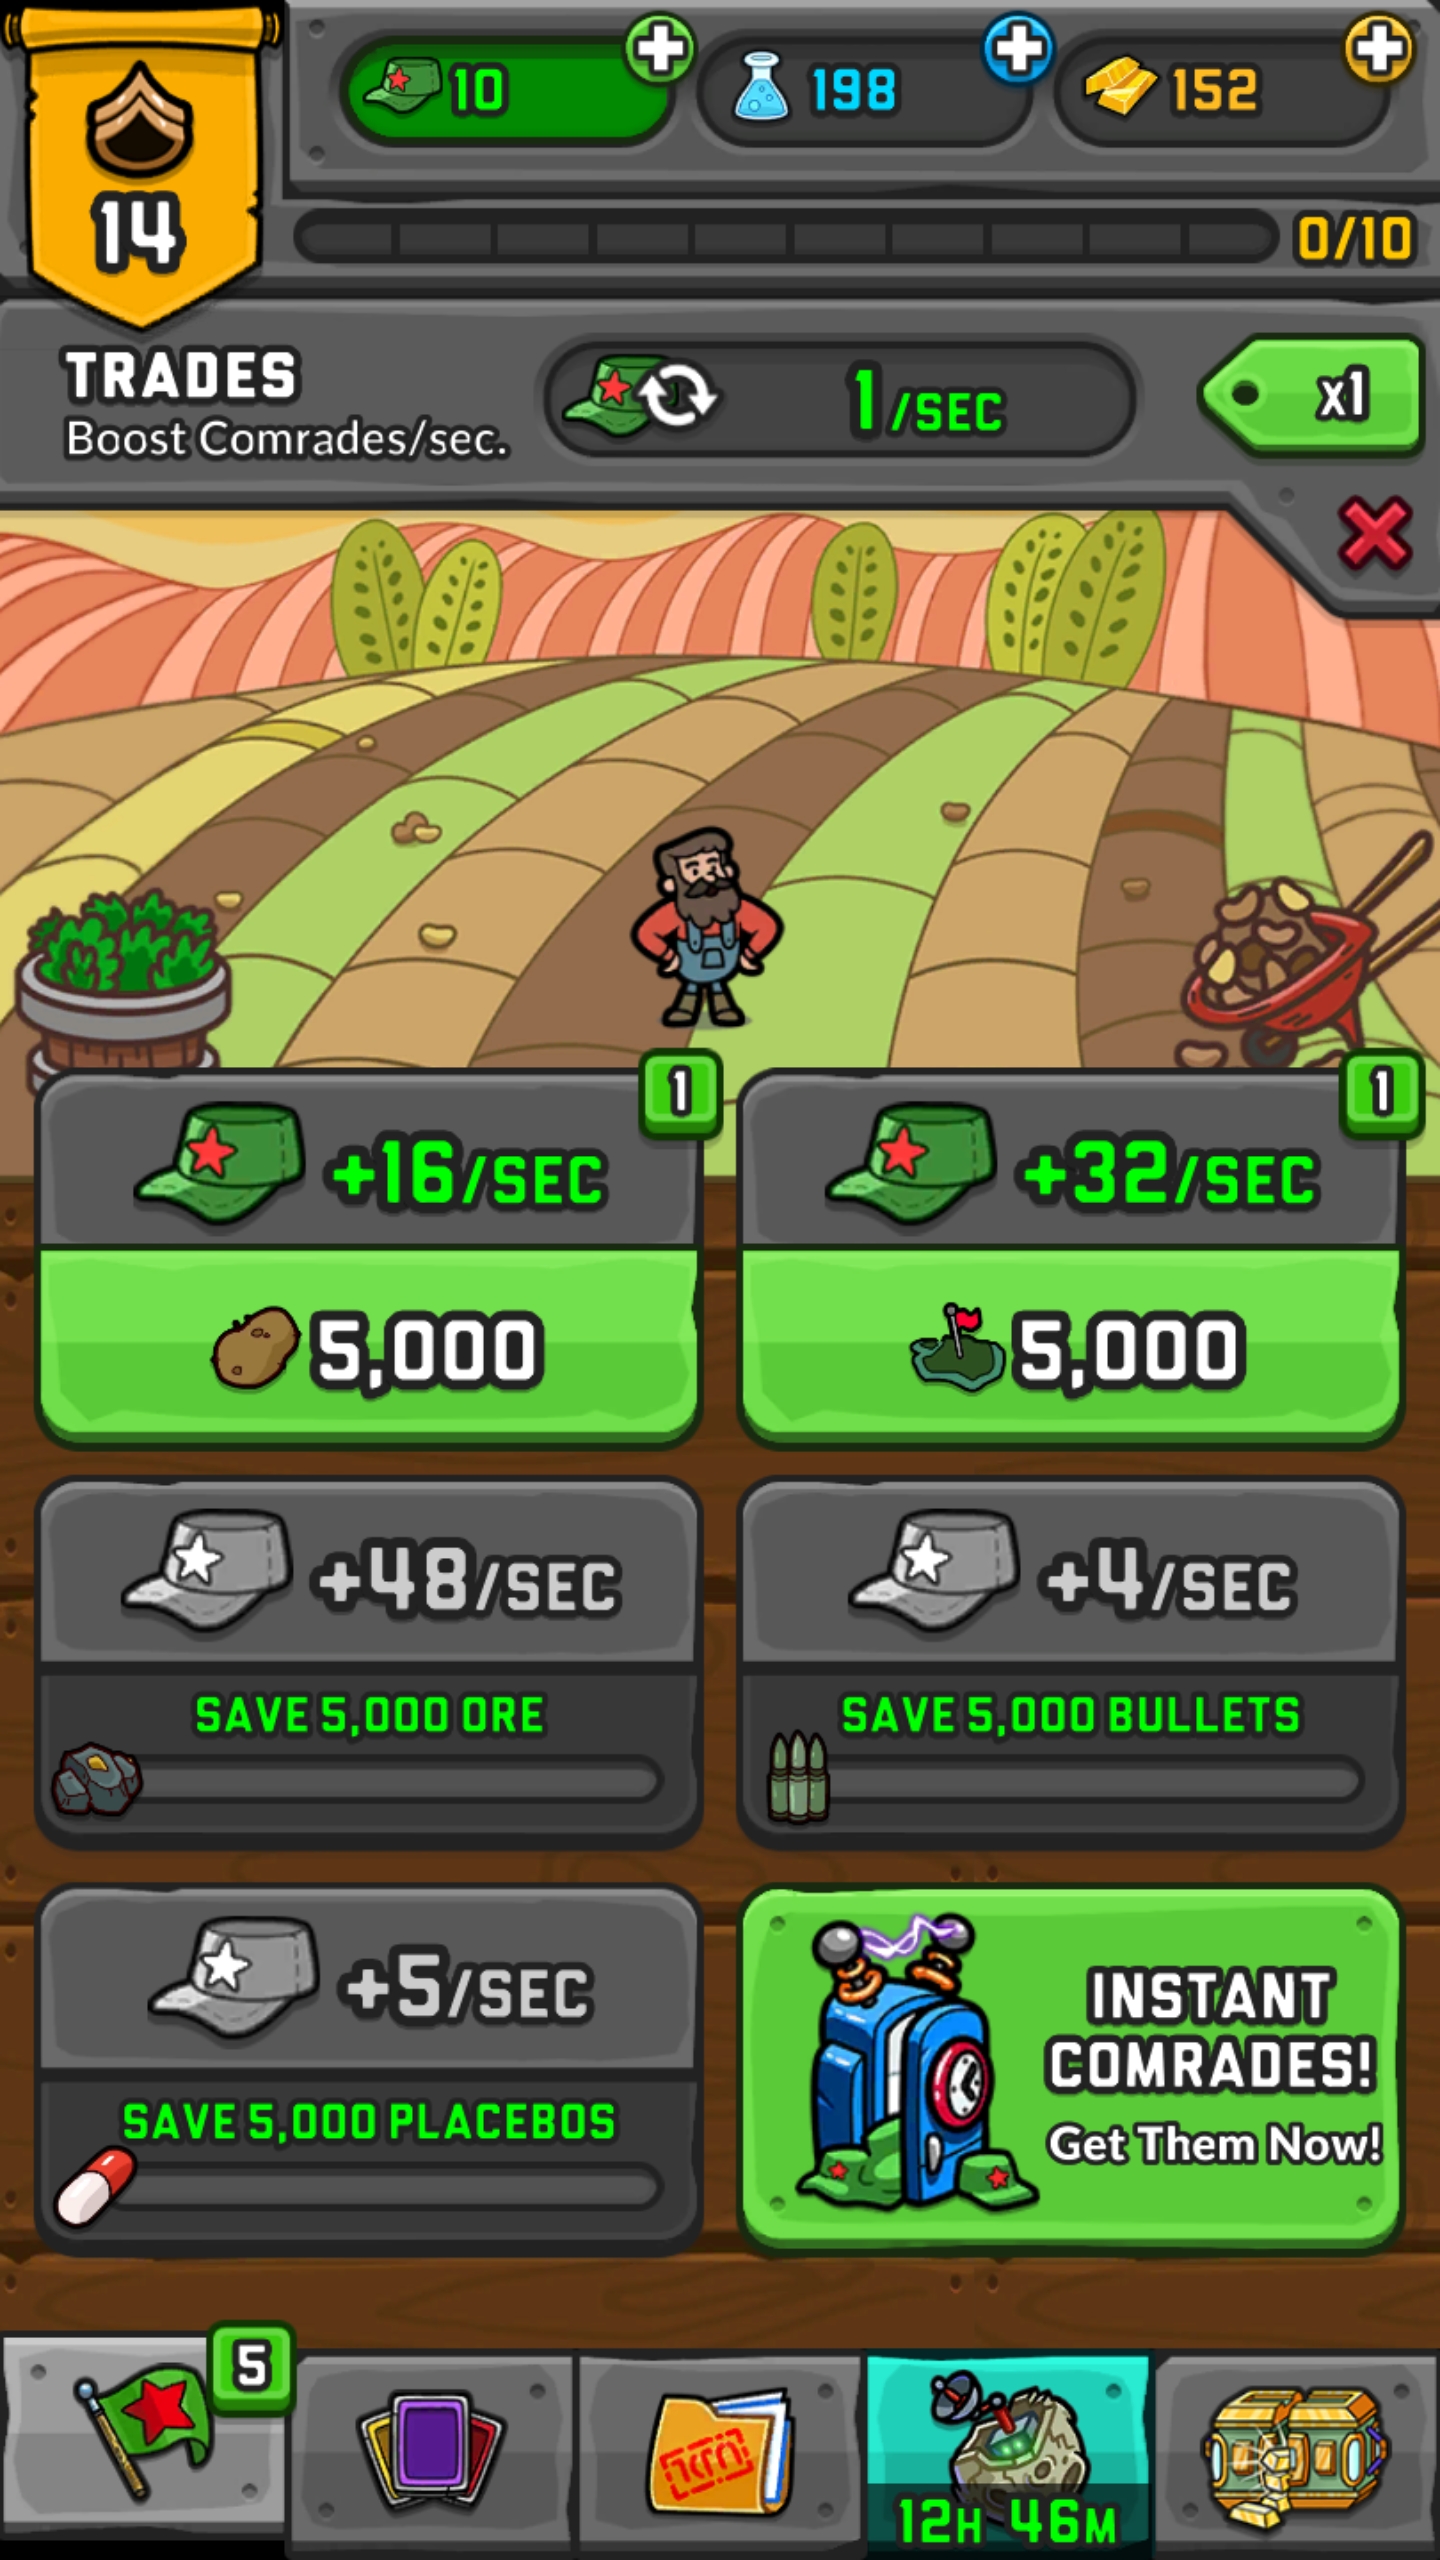 10
198
152
14
0/10
TRADES
Boost Comrades/sec.
1/SEC
x1
1
+16/SEC
5,000
1
+32/SEC
5,000
+48/SEC
SAVE 5,000 ORE
+4/SEC
SAVE 5,000 BULLETS
+5/SEC
SAVE 5,000 PLACEBOS
INSTANT
COMRADES!
Get Them Now!
5
12H 46M